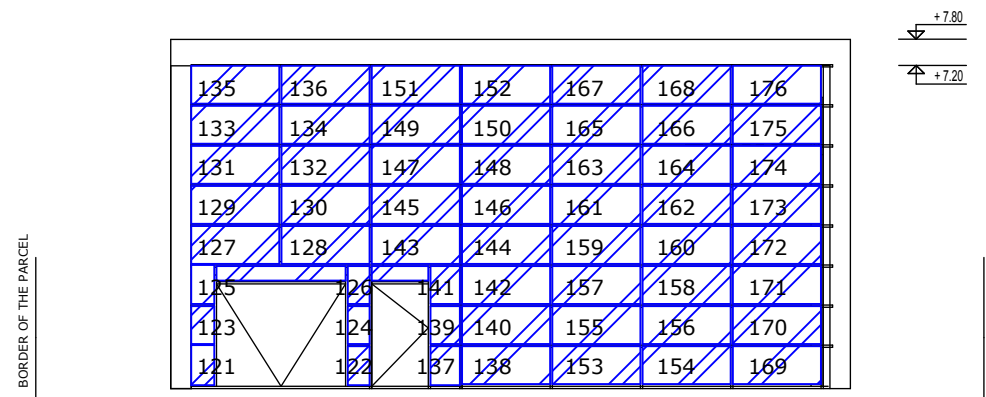 + 7.80
+ 7.20
135 136 151 152 167 168 176
133 134 149 150 165 166 175
131 132 147 148 163 164 174
129 130 145 146 161 162 173
127 128 143 144 159 160 172
125 126 141 142 157 158 171
123 124 139 140 155 156 170
121 122 137 138 153 154 169
BORDER OF THE PARCEL